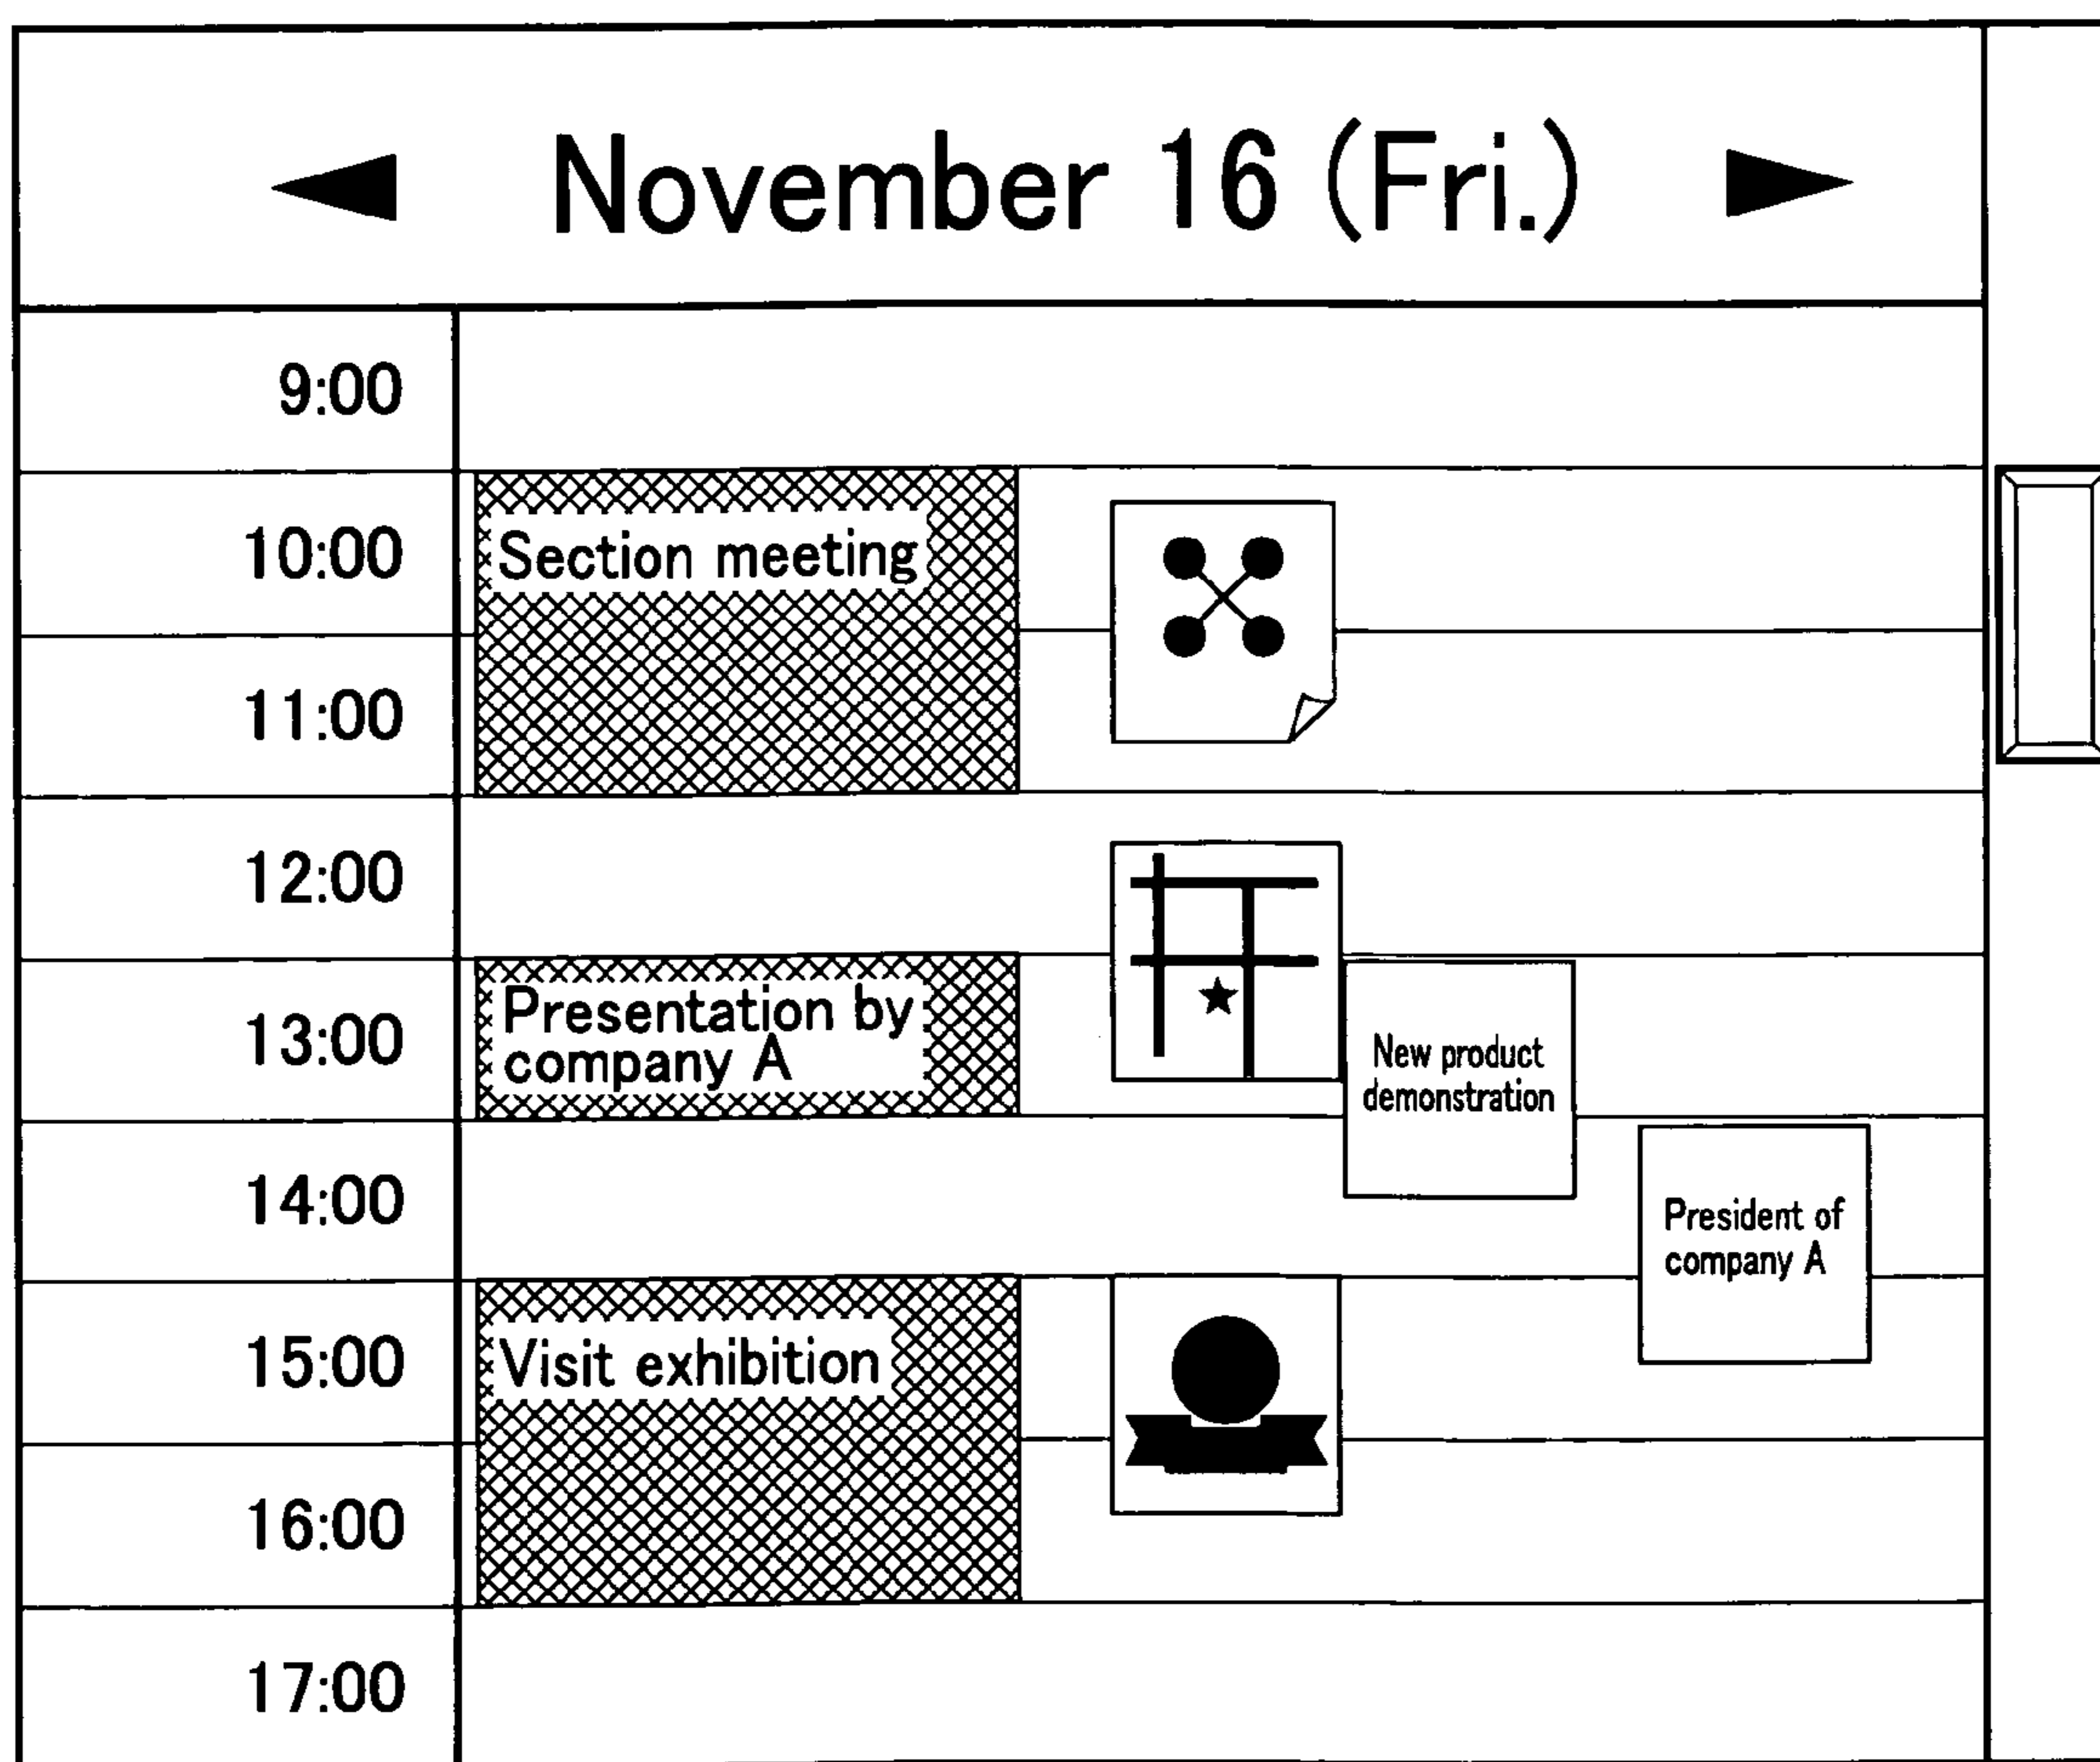 November 16 (Fri.)
9:00
10:00
Section meeting
11:00
12:00
13:00
Presentation by
company A
New product
demonstration
14:00
President of
company A
15:00
Visit exhibition
16:00
17:00